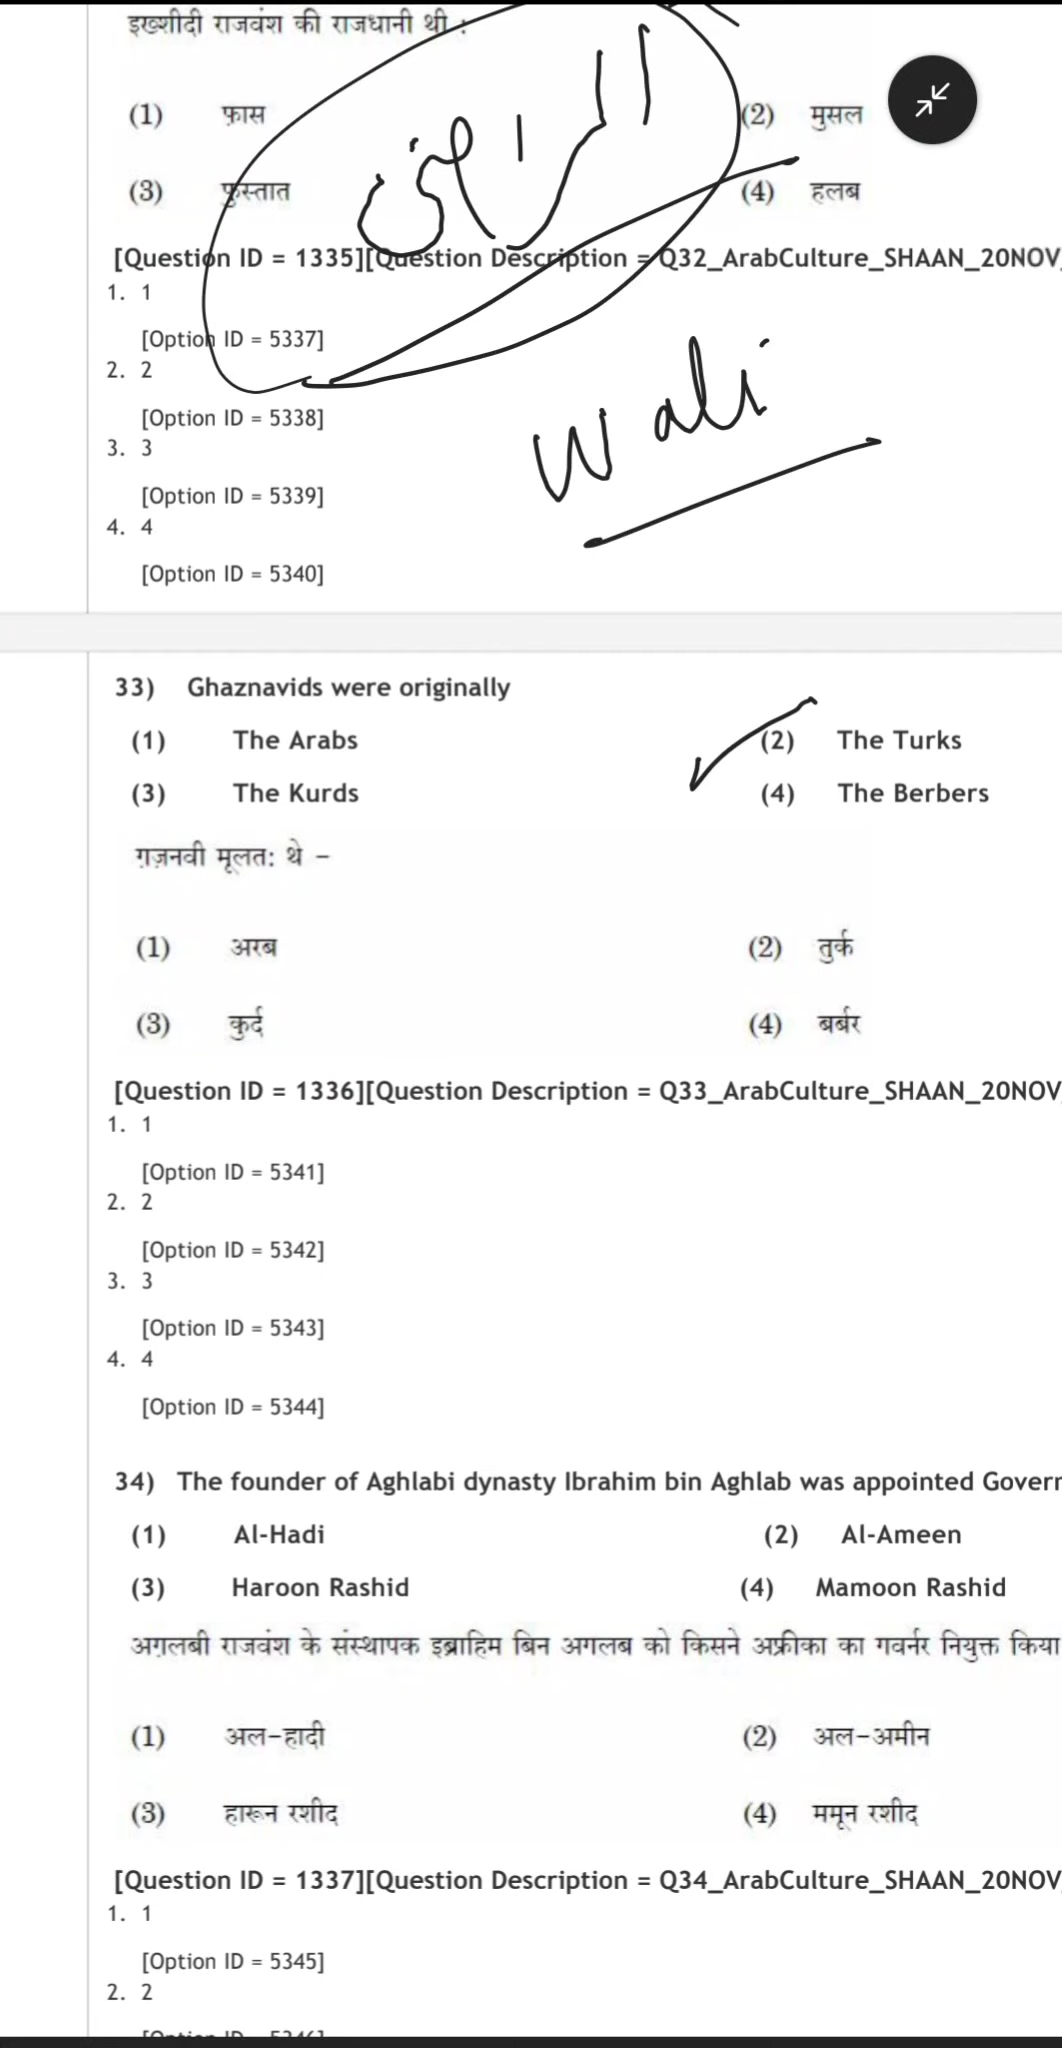 इख्शीदी राजवंश की राजधानी थी :
(1) फ़ास (2) मुसल
(3) फ़ुस्तात (4) हलब
[Question ID = 1335][Question Description = Q32_ArabCulture_SHAAN_20NOV
1. 1
[Option ID = 5337]
2. 2
[Option ID = 5338]
Wali
3. 3
[Option ID = 5339]
4. 4
[Option ID = 5340]
33) Ghaznavids were originally
(1) The Arabs (2) The Turks
(3) The Kurds (4) The Berbers
ग़ज़नवी मूलत: थे –
(1) अरब (2) तुर्क
(3) कुर्द (4) बर्बर
[Question ID = 1336][Question Description = Q33_ArabCulture_SHAAN_20NOV
1. 1
[Option ID = 5341]
2. 2
[Option ID = 5342]
3. 3
[Option ID = 5343]
4. 4
[Option ID = 5344]
34) The founder of Aghlabi dynasty Ibrahim bin Aghlab was appointed Govern
(1) Al-Hadi (2) Al-Ameen
(3) Haroon Rashid (4) Mamoon Rashid
अग़लबी राजवंश के संस्थापक इब्राहिम बिन अगलब को किसने अफ्रीका का गवर्नर नियुक्त किया
(1) अल-हादी (2) अल-अमीन
(3) हारून रशीद (4) ममून रशीद
[Question ID = 1337][Question Description = Q34_ArabCulture_SHAAN_20NOV
1. 1
[Option ID = 5345]
2. 2